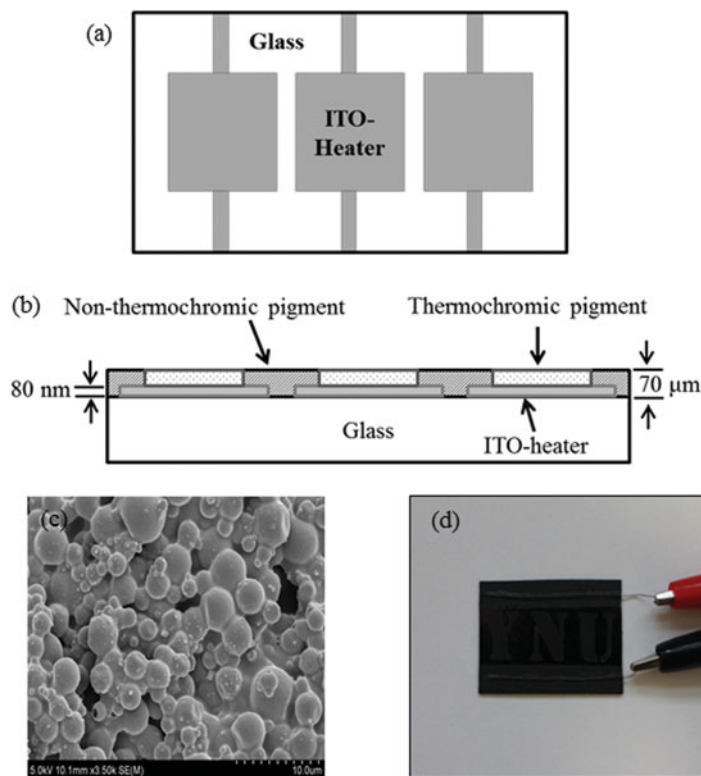 (a)
Glass
ITO-
Heater
(b)
Non-thermochromic pigment
Thermochromic pigment
80 nm
70 μm
Glass
ITO-heater
(c)
5.0kV 10.1mm x3.50k SE(M)
10.0um
(d)
YNU